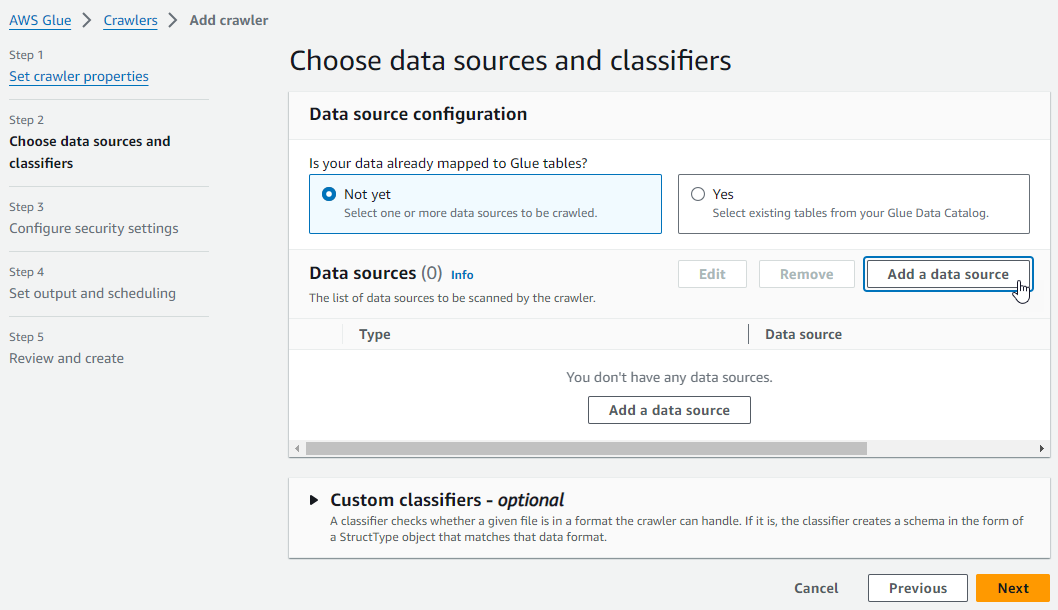 AWS Glue > Crawlers > Add crawler
Step 1
Set crawler properties
Step 2
Choose data sources and
classifiers
Step 3
Configure security settings
Step 4
Set output and scheduling
Step 5
Review and create
Choose data sources and classifiers
Data source configuration
Is your data already mapped to Glue tables?
Not yet
Select one or more data sources to be crawled.
Yes
Select existing tables from your Glue Data Catalog.
Data sources (0) Info
The list of data sources to be scanned by the crawler.
Edit
Remove
Add a data source
Type
Data source
You don't have any data sources.
Add a data source
Custom classifiers - optional
A classifier checks whether a given file is in a format the crawler can handle. If it is, the classifier creates a schema in the form of
a StructType object that matches that data format.
Cancel
Previous
Next